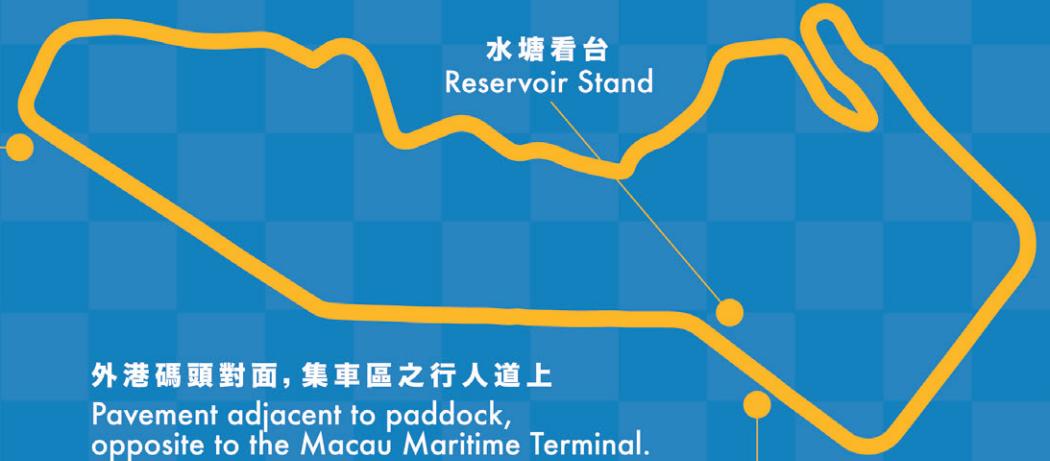 水塘看台
Reservoir Stand
外港碼頭對面,集車區之行人道上
Pavement adjacent to paddock,
opposite to the Macau Maritime Terminal.